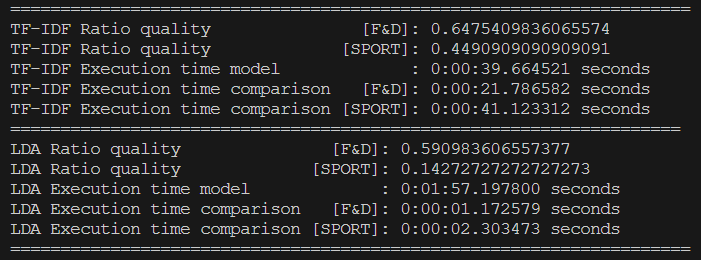 ====================================================================
TF-IDF Ratio quality               [F&D]: 0.6475409836065574
TF-IDF Ratio quality             [SPORT]: 0.4490909090909091
TF-IDF Execution time model             : 0:00:39.664521 seconds
TF-IDF Execution time comparison   [F&D]: 0:00:21.786582 seconds
TF-IDF Execution time comparison [SPORT]: 0:00:41.123312 seconds
===================================================================
LDA Ratio quality               [F&D]: 0.590983606557377
LDA Ratio quality             [SPORT]: 0.14272727272727273
LDA Execution time model             : 0:01:57.197800 seconds
LDA Execution time comparison   [F&D]: 0:00:01.172579 seconds
LDA Execution time comparison [SPORT]: 0:00:02.303473 seconds
====================================================================